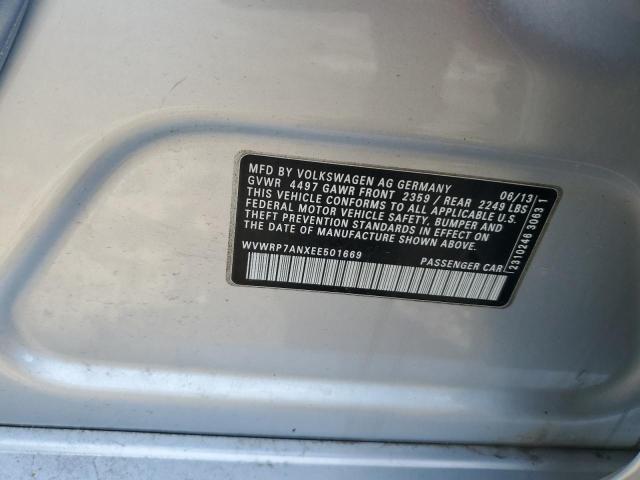 MFD BY VOLKSWAGEN AG GERMANY 06/13
GVWR 4497 GAWR FRONT 2359 / REAR 2249 LBS
THIS VEHICLE CONFORMS TO ALL APPLICABLE U.S.
FEDERAL MOTOR VEHICLE SAFETY. BUMPER AND
THEFT PREVENTION STANDARDS IN EFFECT ON
THE DATE OF MANUFACTURE SHOWN ABOVE.
WVWRP7ANXEE501669 PASSENGER CAR
2310246 3063 1